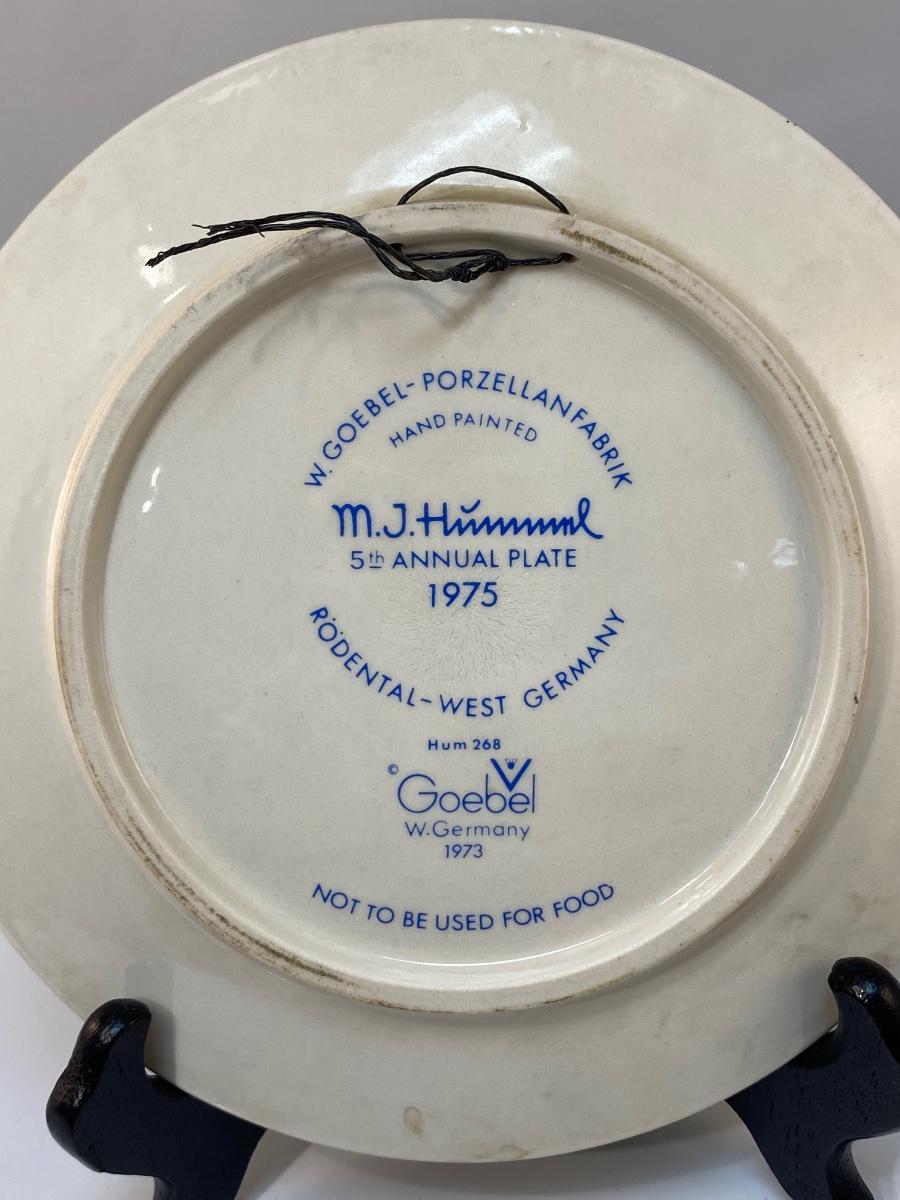 W. GOEBEL-PORZELLANFABRIK
HAND PAINTED
M.J.Hümmel
5th ANNUAL PLATE
1975
RÖDENTAL-WEST GERMANY
Hum 268
© Goebel
W.Germany
1973
NOT TO BE USED FOR FOOD